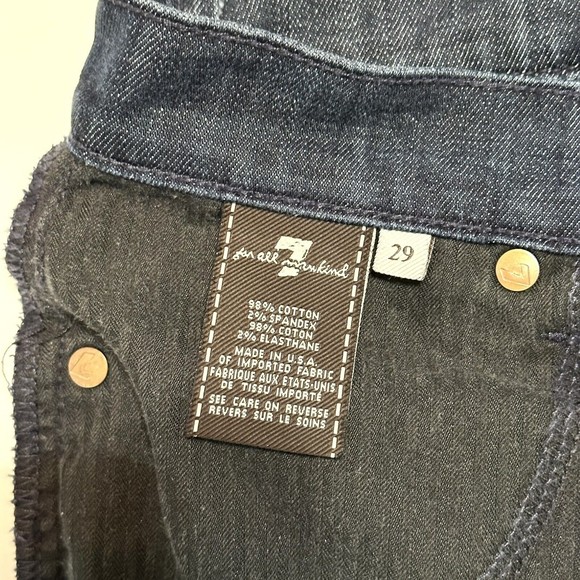 7
for all mankind
29
98% COTTON
2% SPANDEX
98% COTON
2% ELASTHANE
MADE IN U.S.A.
OF IMPORTED FABRIC
FABRIQUE AUX ETATS-UNIS
DE TISSU IMPORTÉ
SEE CARE ON REVERSE
REVERS SUR LE SOINS